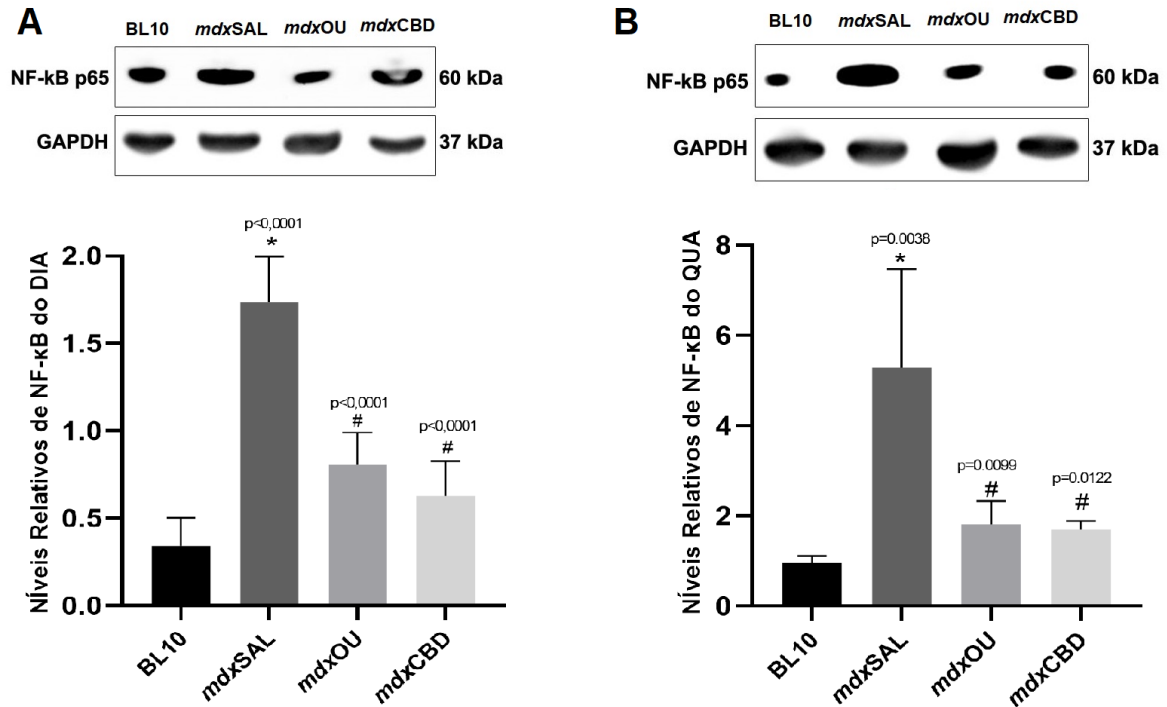 A
BL10 mdxSAL mdxOU mdxCBD
NF-kB p65 60 kDa
GAPDH 37 kDa
p<0,0001
*
p<0,0001
#
p<0,0001
#
Níveis Relativos de NF-κB do DIA
2.0
1.5
1.0
0.5
0.0
BL10 mdxSAL mdxOU mdxCBD
B
BL10 mdxSAL mdxOU mdxCBD
NF-kB p65 60 kDa
GAPDH 37 kDa
p=0.0038
*
p=0.0099
#
p=0.0122
#
Níveis Relativos de NF-κB do QUA
8
6
4
2
0
BL10 mdxSAL mdxOU mdxCBD